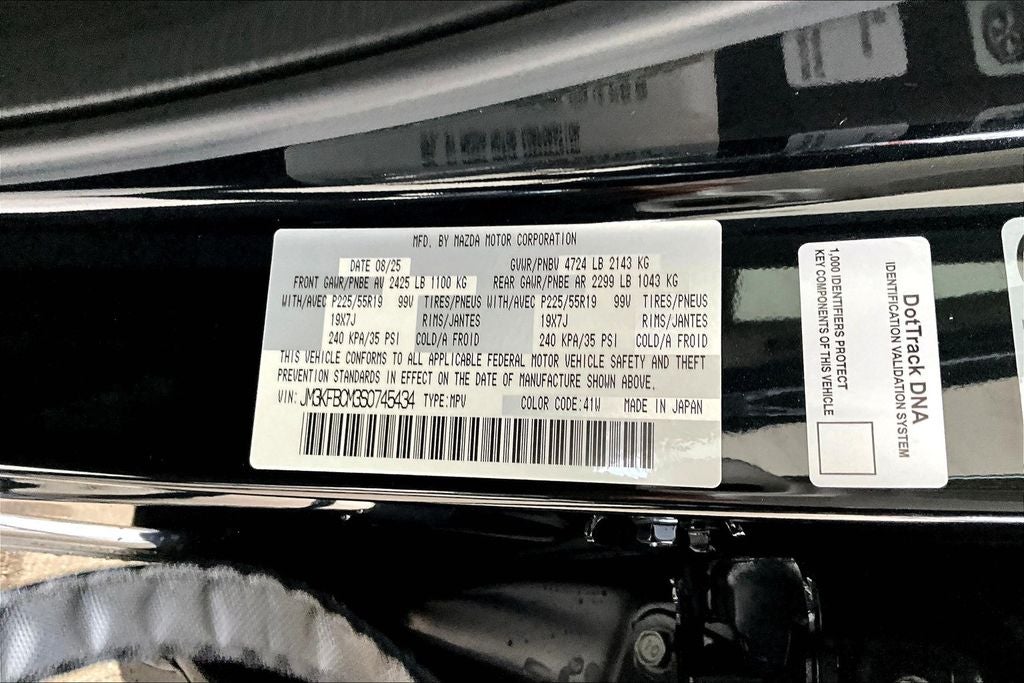 MFD. BY MAZDA MOTOR CORPORATION
DATE 08/25 GVWR/PNBV 4724 LB 2143 KG
FRONT GAWR/PNBE AV 2425 LB 1100 KG REAR GAWR/PNBE AR 2299 LB 1043 KG
WITH/AVEC P225/55R19 99V TIRES/PNEUS WITH/AVEC P225/55R19 99V TIRES/PNEUS
19X7J RIMS/JANTES 19X7J RIMS/JANTES
240 KPA/35 PSI COLD/A FROID 240 KPA/35 PSI COLD/A FROID
THIS VEHICLE CONFORMS TO ALL APPLICABLE FEDERAL MOTOR VEHICLE SAFETY AND THEFT
PREVENTION STANDARDS IN EFFECT ON THE DATE OF MANUFACTURE SHOWN ABOVE.
VIN: JM3KFBCM3S0745434 TYPE:MPV COLOR CODE:41W MADE IN JAPAN
DotTrack DNA
IDENTIFICATION VALIDATION SYSTEM
1,000 IDENTIFIERS PROTECT
KEY COMPONENTS OF THIS VEHICLE